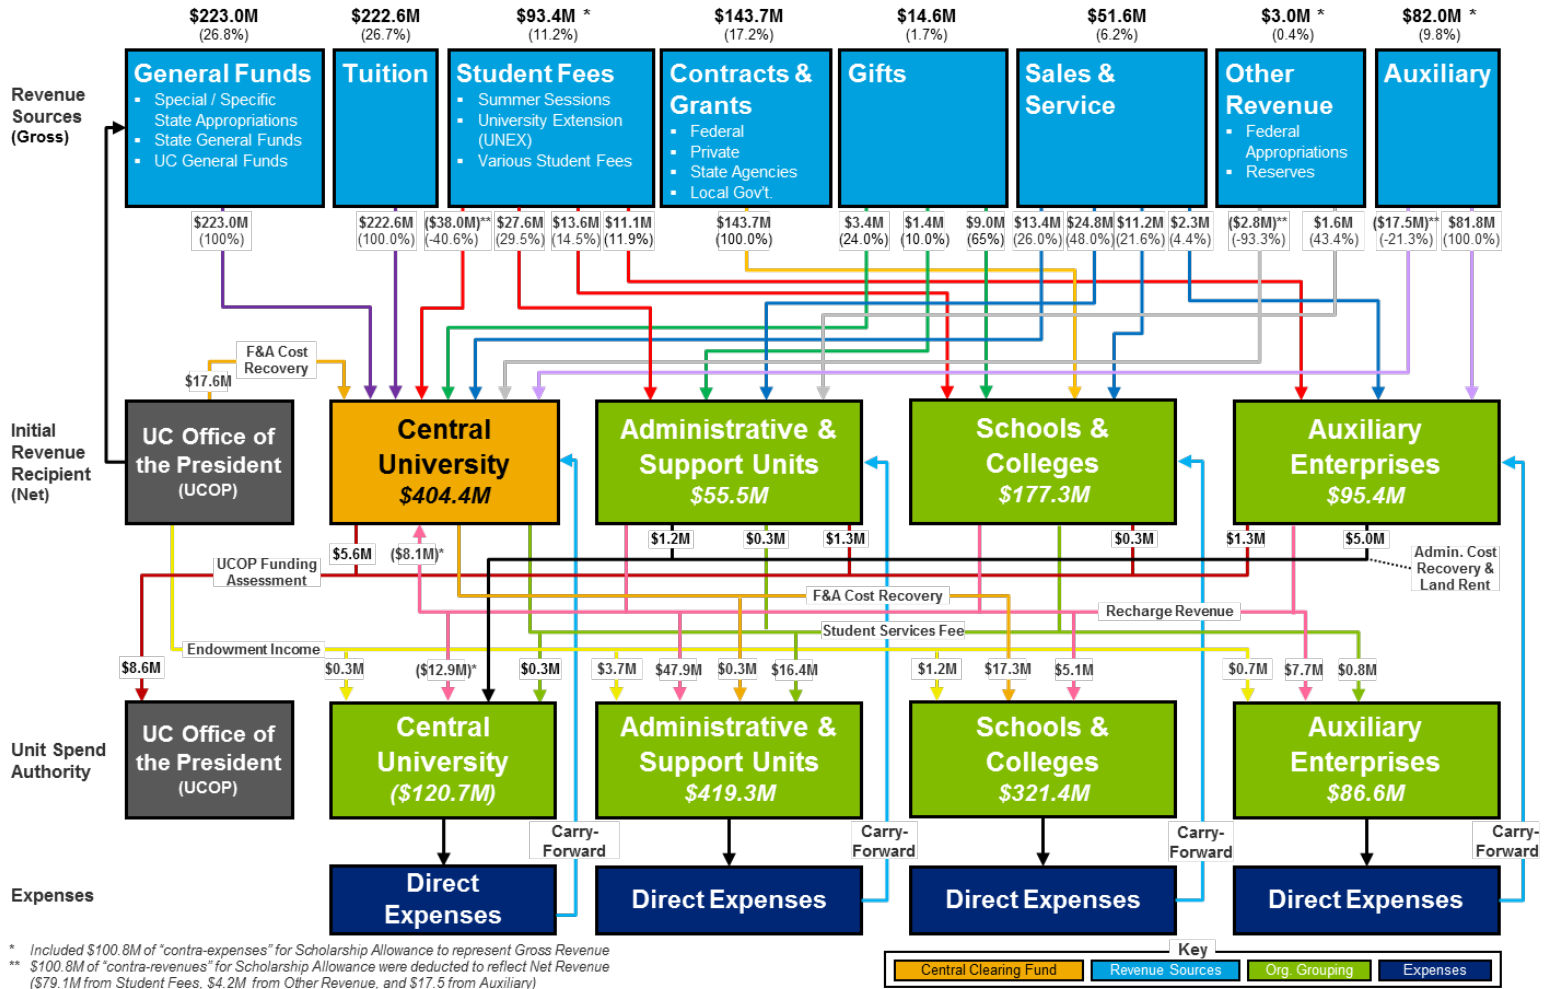 $223.0M
(26.8%)
$222.6M
(26.7%)
$93.4M *
(11.2%)
$143.7M
(17.2%)
$14.6M
(1.7%)
$51.6M
(6.2%)
$3.0M *
(0.4%)
$82.0M *
(9.8%)
Revenue
Sources
(Gross)
General Funds
▪ Special / Specific
State Appropriations
▪ State General Funds
▪ UC General Funds
Tuition
Student Fees
▪ Summer Sessions
▪ University Extension
(UNEX)
▪ Various Student Fees
Contracts &
Grants
▪ Federal
▪ Private
▪ State Agencies
▪ Local Gov't.
Gifts
Sales &
Service
Other
Revenue
▪ Federal
Appropriations
▪ Reserves
Auxiliary
$223.0M
(100%)
$222.6M
(100.0%)
($38.0M)**
(-40.6%)
$27.6M
(29.5%)
$13.6M
(14.5%)
$11.1M
(11.9%)
$143.7M
(100.0%)
$3.4M
(24.0%)
$1.4M
(10.0%)
$9.0M
(65%)
$13.4M
(26.0%)
$24.8M
(48.0%)
$11.2M
(21.6%)
$2.3M
(4.4%)
($2.8M)**
(-93.3%)
$1.6M
(43.4%)
($17.5M)**
(-21.3%)
$81.8M
(100.0%)
F&A Cost
Recovery
$17.6M
Initial
Revenue
Recipient
(Net)
UC Office of
the President
(UCOP)
Central
University
$404.4M
Administrative &
Support Units
$55.5M
Schools &
Colleges
$177.3M
Auxiliary
Enterprises
$95.4M
$5.6M
($8.1M)*
$1.2M
$0.3M
$1.3M
$0.3M
$1.3M
$5.0M
Admin. Cost
Recovery &
Land Rent
UCOP Funding
Assessment
F&A Cost Recovery
Recharge Revenue
Student Services Fee
Endowment Income
$8.6M
$0.3M
($12.9M)*
$0.3M
$3.7M
$47.9M
$0.3M
$16.4M
$1.2M
$17.3M
$5.1M
$0.7M
$7.7M
$0.8M
Unit Spend
Authority
UC Office of
the President
(UCOP)
Central
University
($120.7M)
Administrative &
Support Units
$419.3M
Schools &
Colleges
$321.4M
Auxiliary
Enterprises
$86.6M
Carry-
Forward
Carry-
Forward
Carry-
Forward
Carry-
Forward
Expenses
Direct
Expenses
Direct Expenses
Direct Expenses
Direct Expenses
* Included $100.8M of “contra-expenses” for Scholarship Allowance to represent Gross Revenue
** $100.8M of “contra-revenues” for Scholarship Allowance were deducted to reflect Net Revenue
($79.1M from Student Fees, $4.2M from Other Revenue, and $17.5 from Auxiliary)
Key
Central Clearing Fund
Revenue Sources
Org. Grouping
Expenses